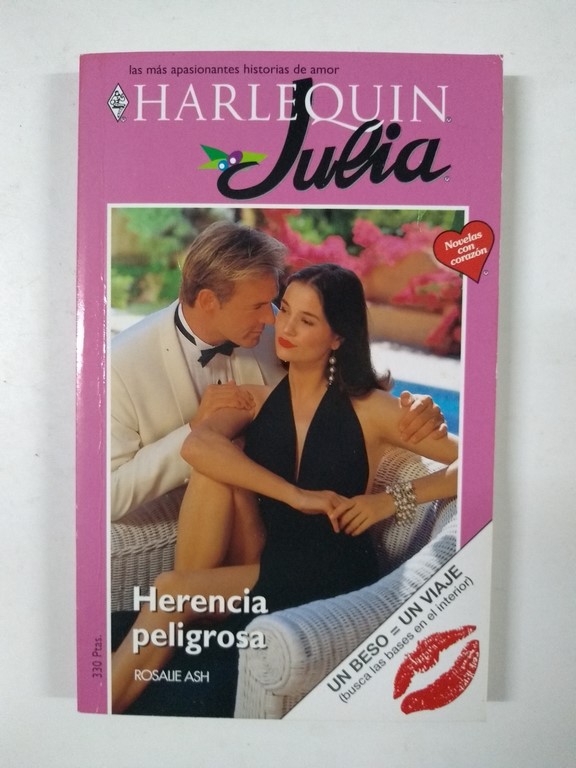 las más apasionantes historias de amor
HARLEQUIN
Julia
Novelas
con
corazón
Herencia
peligrosa
ROSALIE ASH
330 Ptas.
UN BESO = UN VIAJE
(busca las bases en el interior)